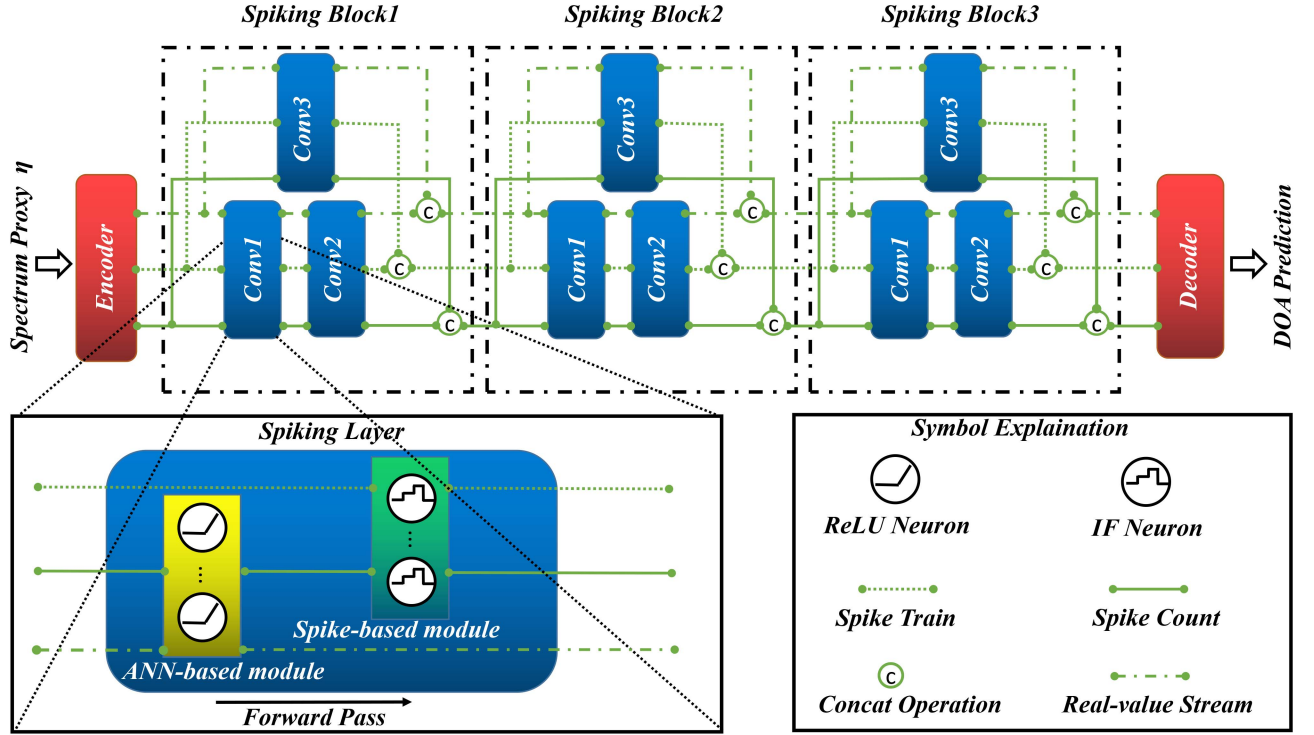 Spiking Block1
Spiking Block2
Spiking Block3
Spectrum Proxy η
Encoder
Conv3
Conv1
Conv2
C
C
C
Conv3
Conv1
Conv2
C
C
C
Conv3
Conv1
Conv2
C
C
C
Decoder
DOA Prediction
Spiking Layer
Spike-based module
ANN-based module
Forward Pass
Symbol Explaination
ReLU Neuron
IF Neuron
Spike Train
Spike Count
C
Concat Operation
Real-value Stream